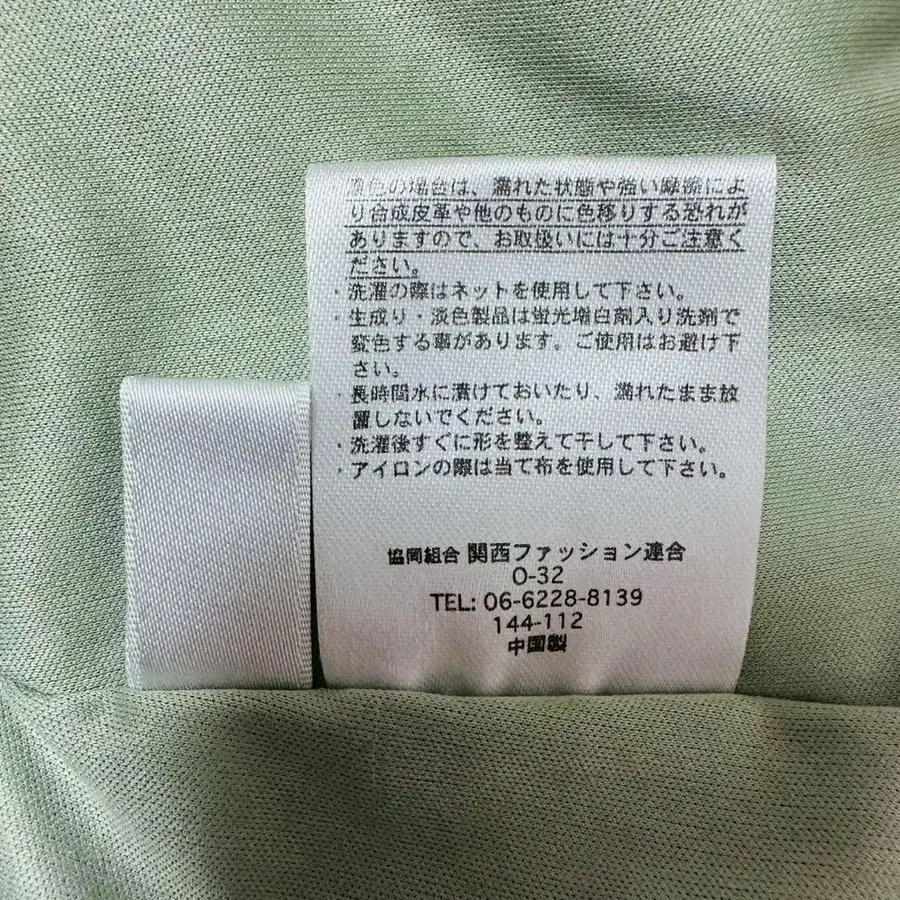 濃色の場合は、濡れた状態や強い摩擦によ
り合成皮革や他のものに色移りする恐れが
ありますので、お取扱いには十分ご注意く
ださい。
・洗濯の際はネットを使用して下さい。
・生成り・淡色製品は蛍光増白剤入り洗剤で
変色する事があります。ご使用はお避け下
さい。
・長時間水に漬けておいたり、濡れたまま放
置しないでください。
・洗濯後すぐに形を整えて干して下さい。
・アイロンの際は当て布を使用して下さい。
協同組合 関西ファッション連合
O-32
TEL: 06-6228-8139
144-112
中国製